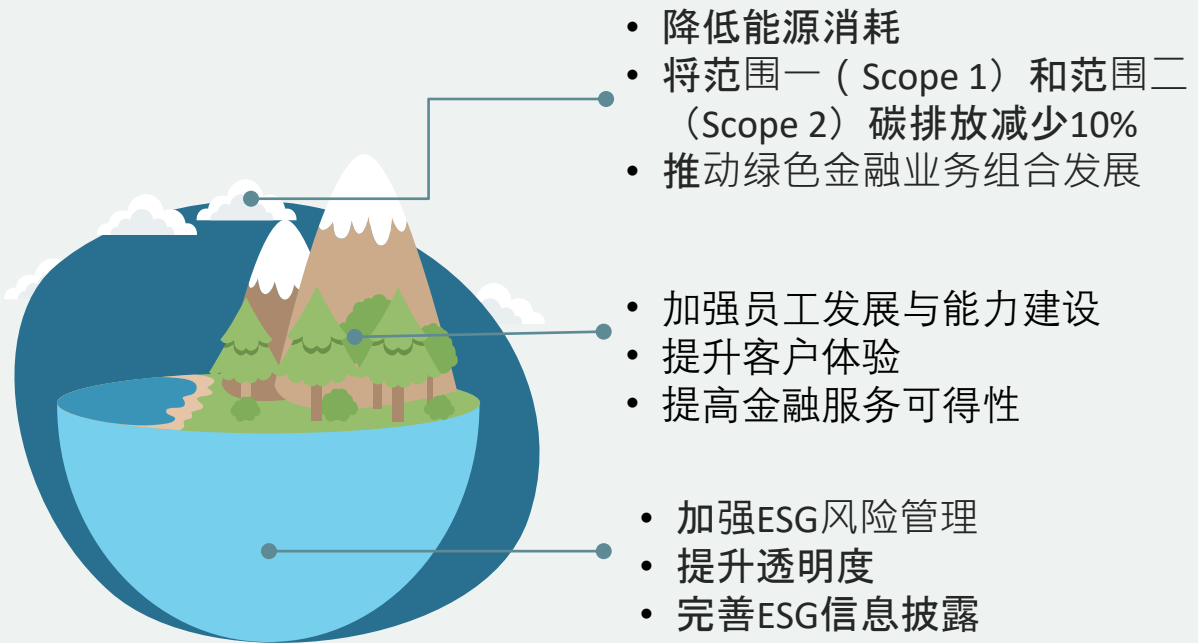 • 降低能源消耗
• 将范围一（Scope 1）和范围二
（Scope 2）碳排放减少10%
• 推动绿色金融业务组合发展
• 加强员工发展与能力建设
• 提升客户体验
• 提高金融服务可得性
• 加强ESG风险管理
• 提升透明度
• 完善ESG信息披露